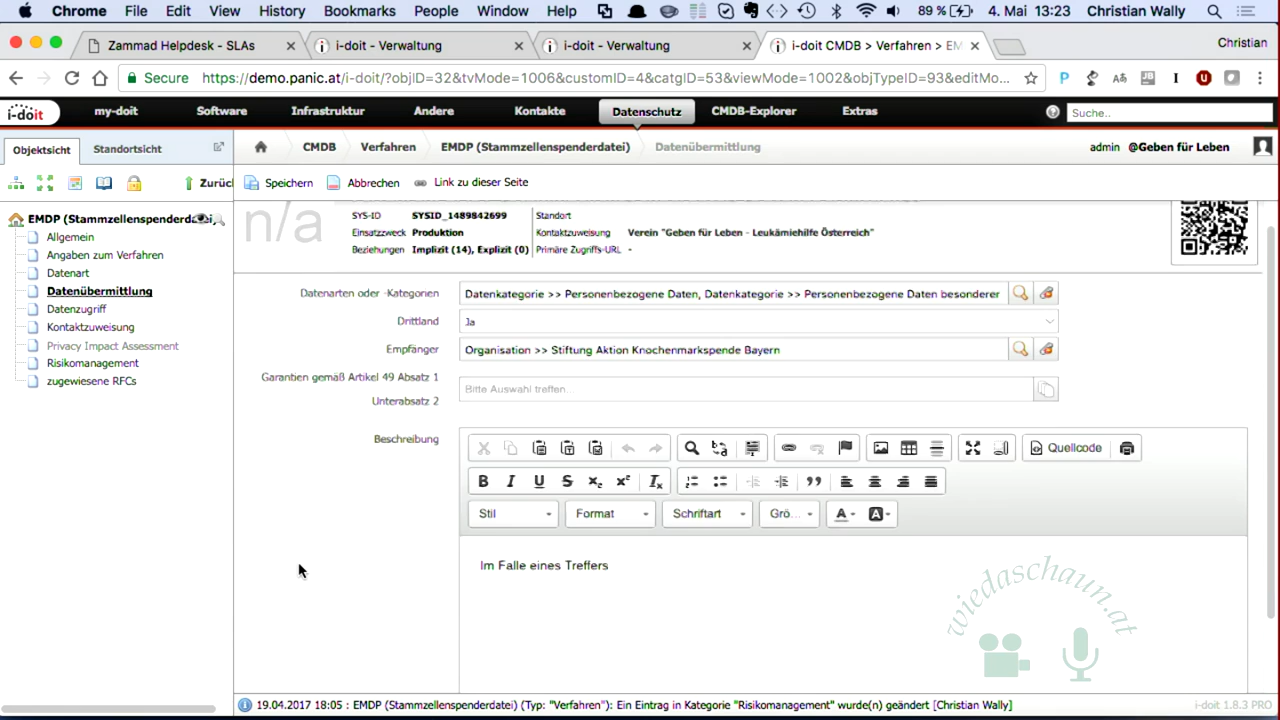 Chrome File Edit View History Bookmarks People Window Help 89 % 4. Mai 13:23 Christian Wally
Zammad Helpdesk - SLAs
i-doit - Verwaltung
i-doit - Verwaltung
i-doit CMDB > Verfahren > EM
Christian
Secure https://demo.panic.at/i-doit/?objID=32&tvMode=1006&customID=4&catgID=53&viewMode=1002&objTypeID=93&editMo...
i-doit my-doit Software Infrastruktur Andere Kontakte Datenschutz CMDB-Explorer Extras Suche..
Objektsicht Standortsicht
CMDB Verfahren EMDP (Stammzellenspenderdatei) Datenübermittlung admin @Geben für Leben
Zurück
Speichern Abbrechen Link zu dieser Seite
EMDP (Stammzellenspenderdatei)
Allgemein
Angaben zum Verfahren
Datenart
Datenübermittlung
Datenzugriff
Kontaktzuweisung
Privacy Impact Assessment
Risikomanagement
zugewiesene RFCs
n/a
SYS-ID SYSID_1489842699 Standort
Einsatzzweck Produktion Kontaktzuweisung Verein "Geben für Leben - Leukämiehilfe Österreich"
Beziehungen Implizit (14), Explizit (0) Primäre Zugriffs-URL -
Datenarten oder -Kategorien Datenkategorie >> Personenbezogene Daten, Datenkategorie >> Personenbezogene Daten besonderer
Drittland Ja
Empfänger Organisation >> Stiftung Aktion Knochenmarkspende Bayern
Garantien gemäß Artikel 49 Absatz 1
Unterabsatz 2
Bitte Auswahl treffen...
Beschreibung
Quellcode
Stil Format Schriftart Grö...
Im Falle eines Treffers
wiedaschaun.at
19.04.2017 18:05 : EMDP (Stammzellenspenderdatei) (Typ: "Verfahren"): Ein Eintrag in Kategorie "Risikomanagement" wurde(n) geändert [Christian Wally]
i-doit 1.8.3 PRO